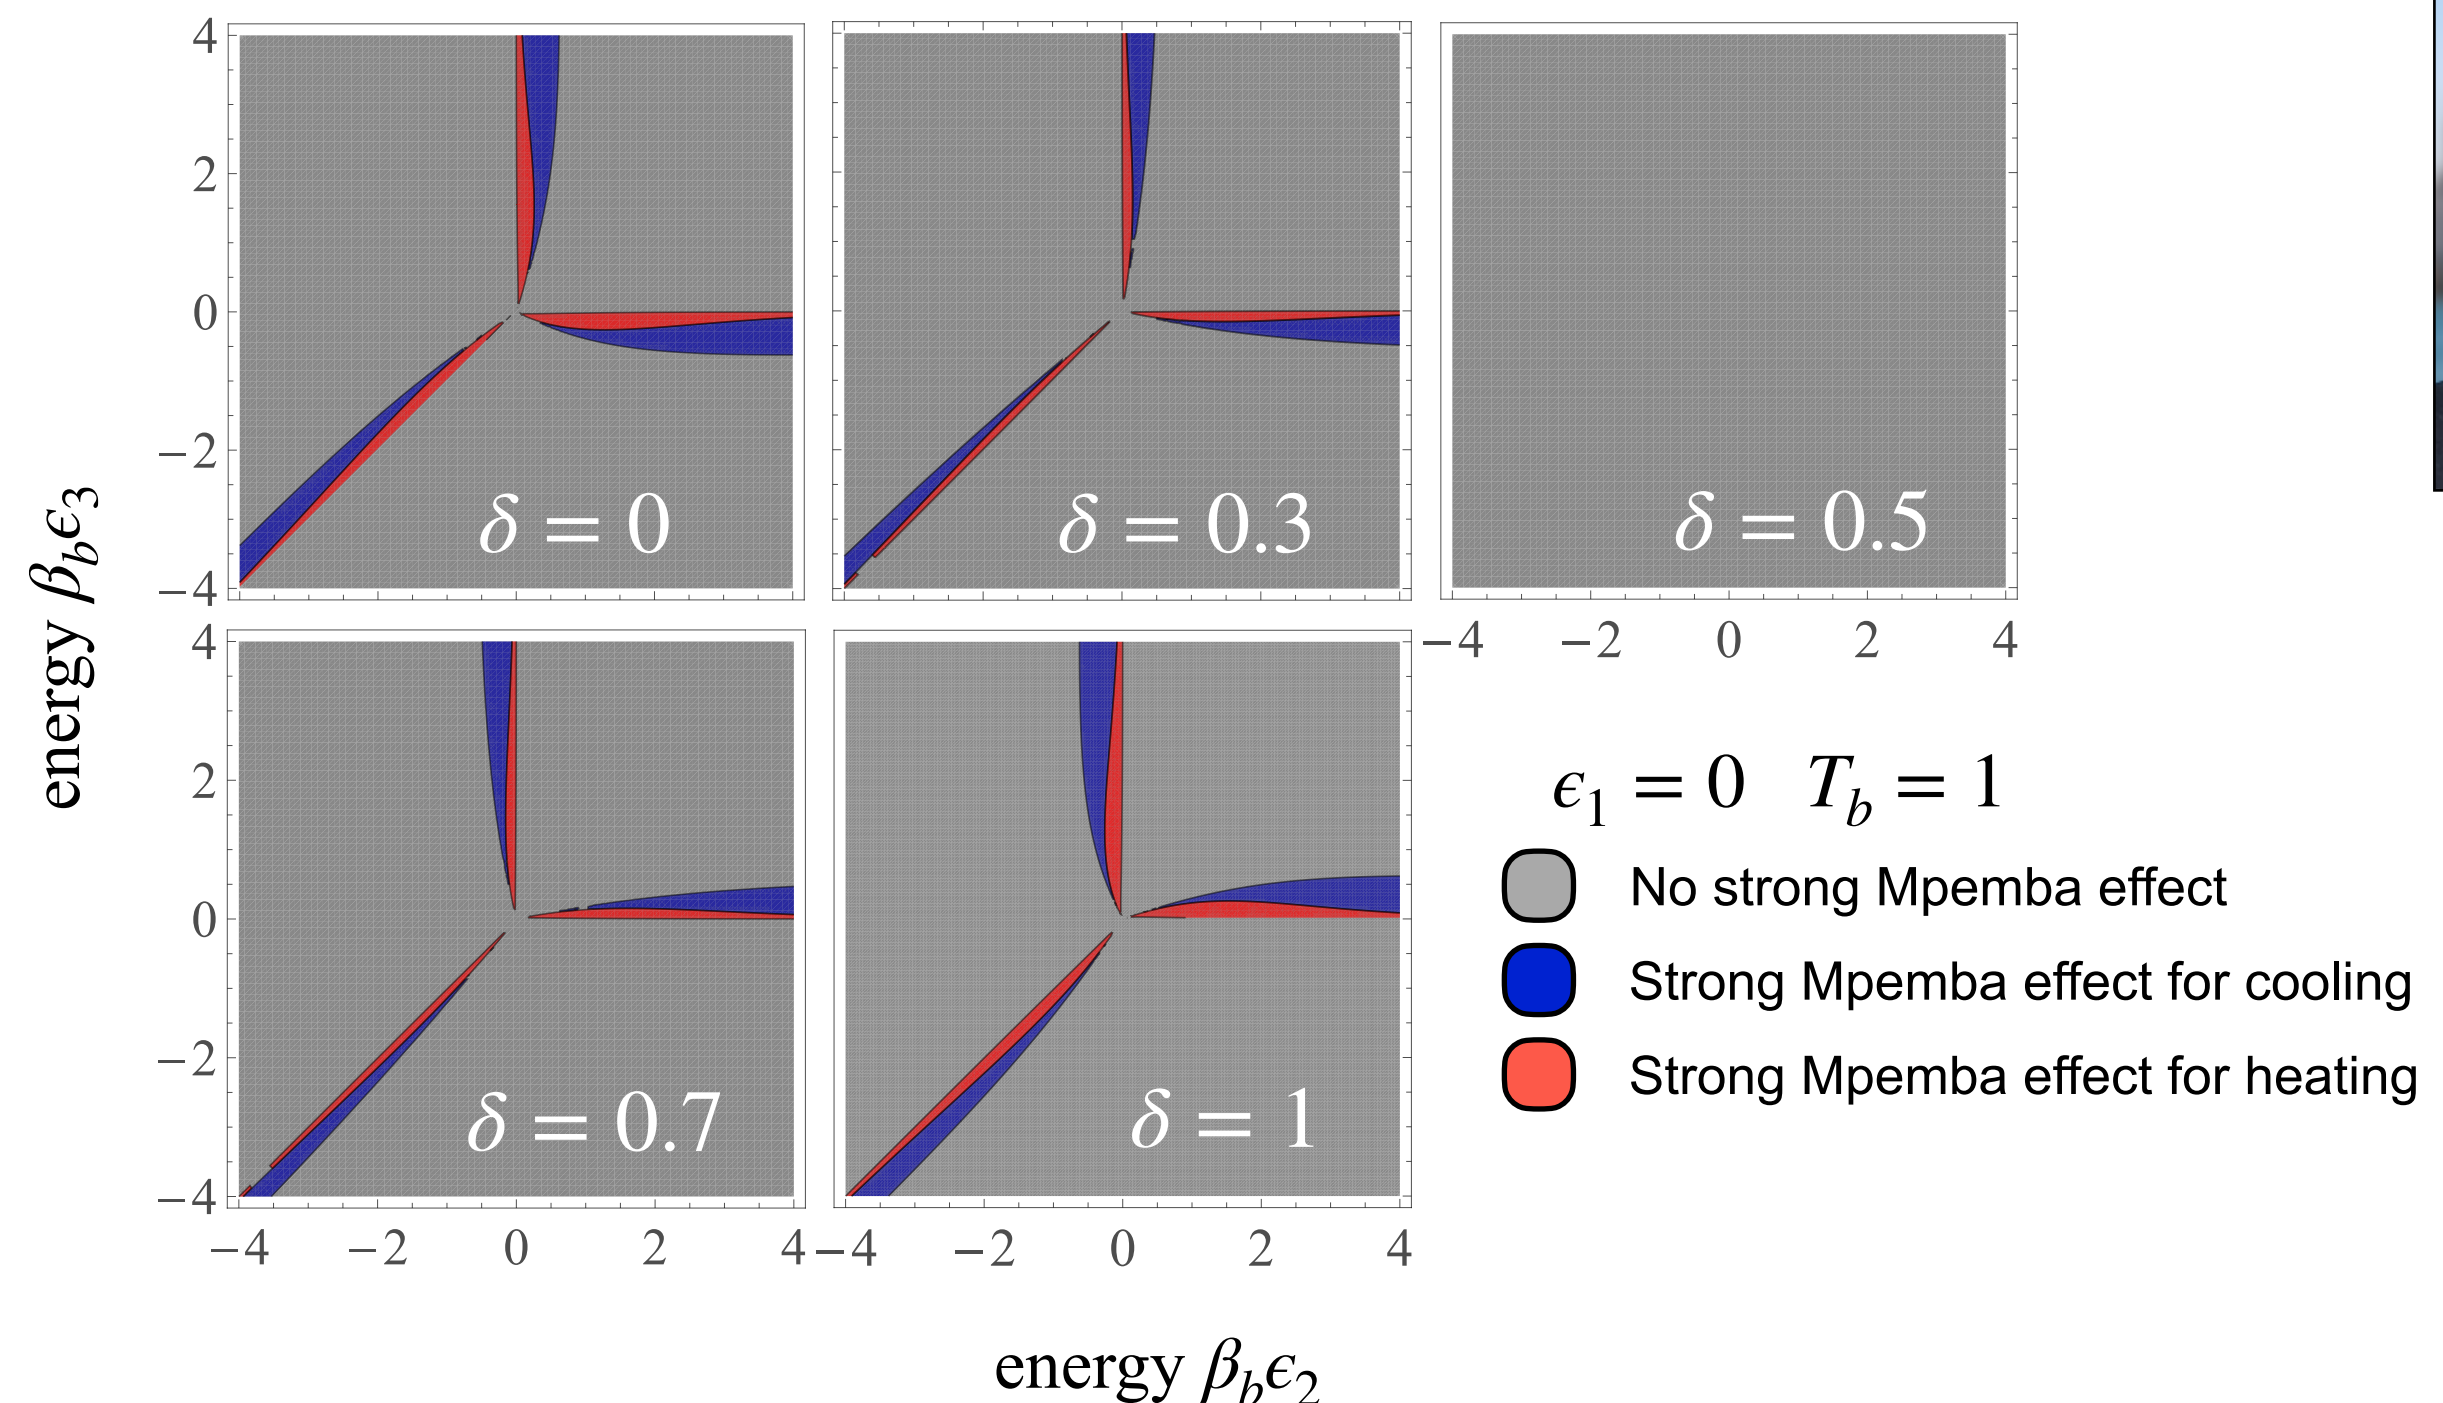 4
2
0
−2
−4
δ = 0
δ = 0.3
δ = 0.5
−4 −2 0 2 4
energy β_b ϵ_3
4
2
0
−2
−4
δ = 0.7
δ = 1
−4 −2 0 2 4
−4 −2 0 2 4
energy β_b ϵ_2
ϵ_1 = 0 T_b = 1
No strong Mpemba effect
Strong Mpemba effect for cooling
Strong Mpemba effect for heating